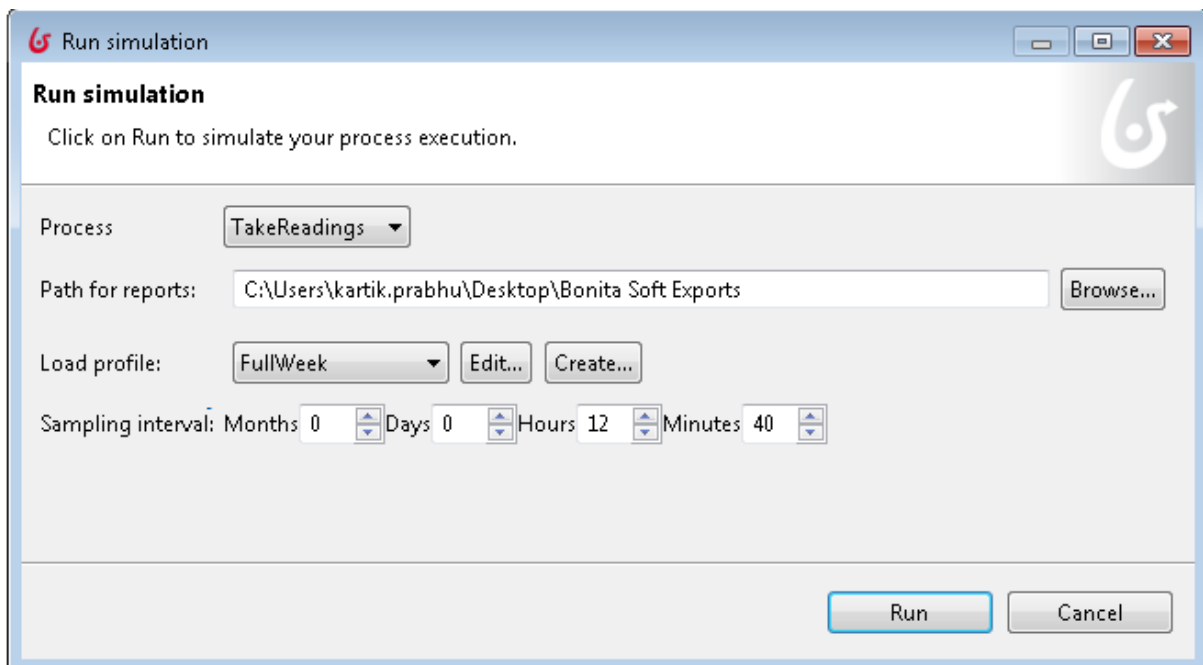 Run simulation
Run simulation
Click on Run to simulate your process execution.
Process TakeReadings
Path for reports: C:\Users\kartik.prabhu\Desktop\Bonita Soft Exports Browse...
Load profile: FullWeek Edit... Create...
Sampling interval: Months 0 Days 0 Hours 12 Minutes 40
Run Cancel